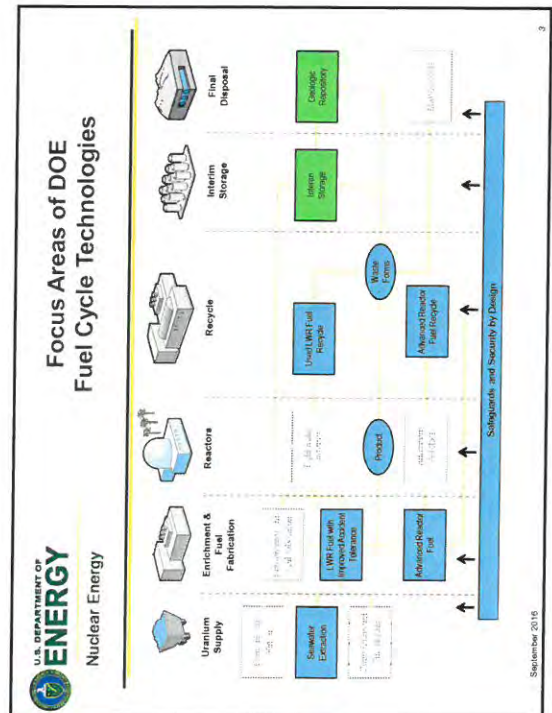 U.S. DEPARTMENT OF
ENERGY
Nuclear Energy
Focus Areas of DOE
Fuel Cycle Technologies
Uranium
Supply
Enrichment &
Fuel
Fabrication
Reactors
Recycle
Interim
Storage
Final
Disposal
Seawater
Extraction
LWR Fuel with
Improved Accident
Tolerance
Advanced Reactor
Fuel
Product
Used LWR Fuel
Recycle
Advanced Reactor
Fuel Recycle
Waste
Forms
Interim
Storage
Geologic
Repository
Safeguards and Security by Design
September 2016
3